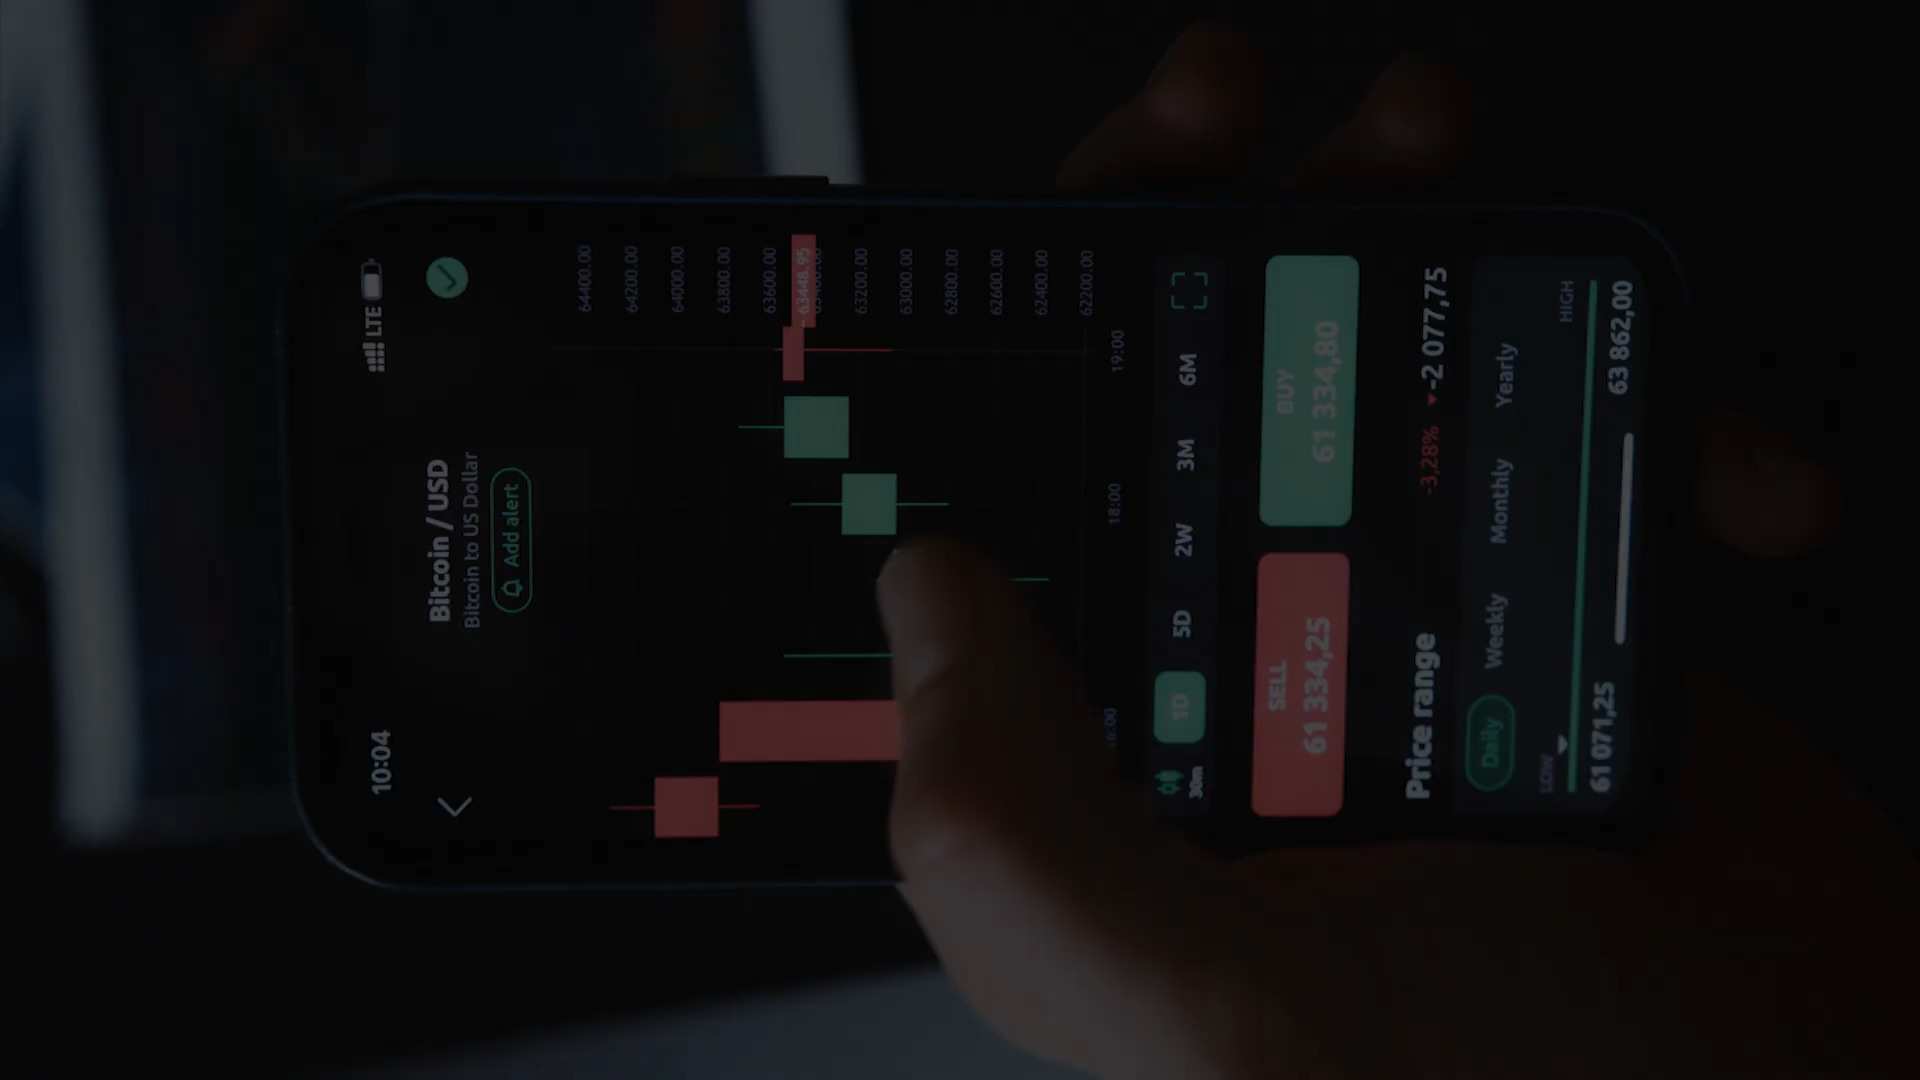 10:04
LTE
Bitcoin / USD
Bitcoin to US Dollar
Add alert
64400.00
64200.00
64000.00
63800.00
63600.00
63448.95
63200.00
63000.00
62800.00
62600.00
62400.00
62200.00
18:00
19:00
30m
1D
5D
2W
3M
6M
SELL
61 334,25
BUY
61 334,80
Price range
-3,28%
-2 077,75
Daily
Weekly
Monthly
Yearly
LOW
HIGH
61 071,25
63 862,00